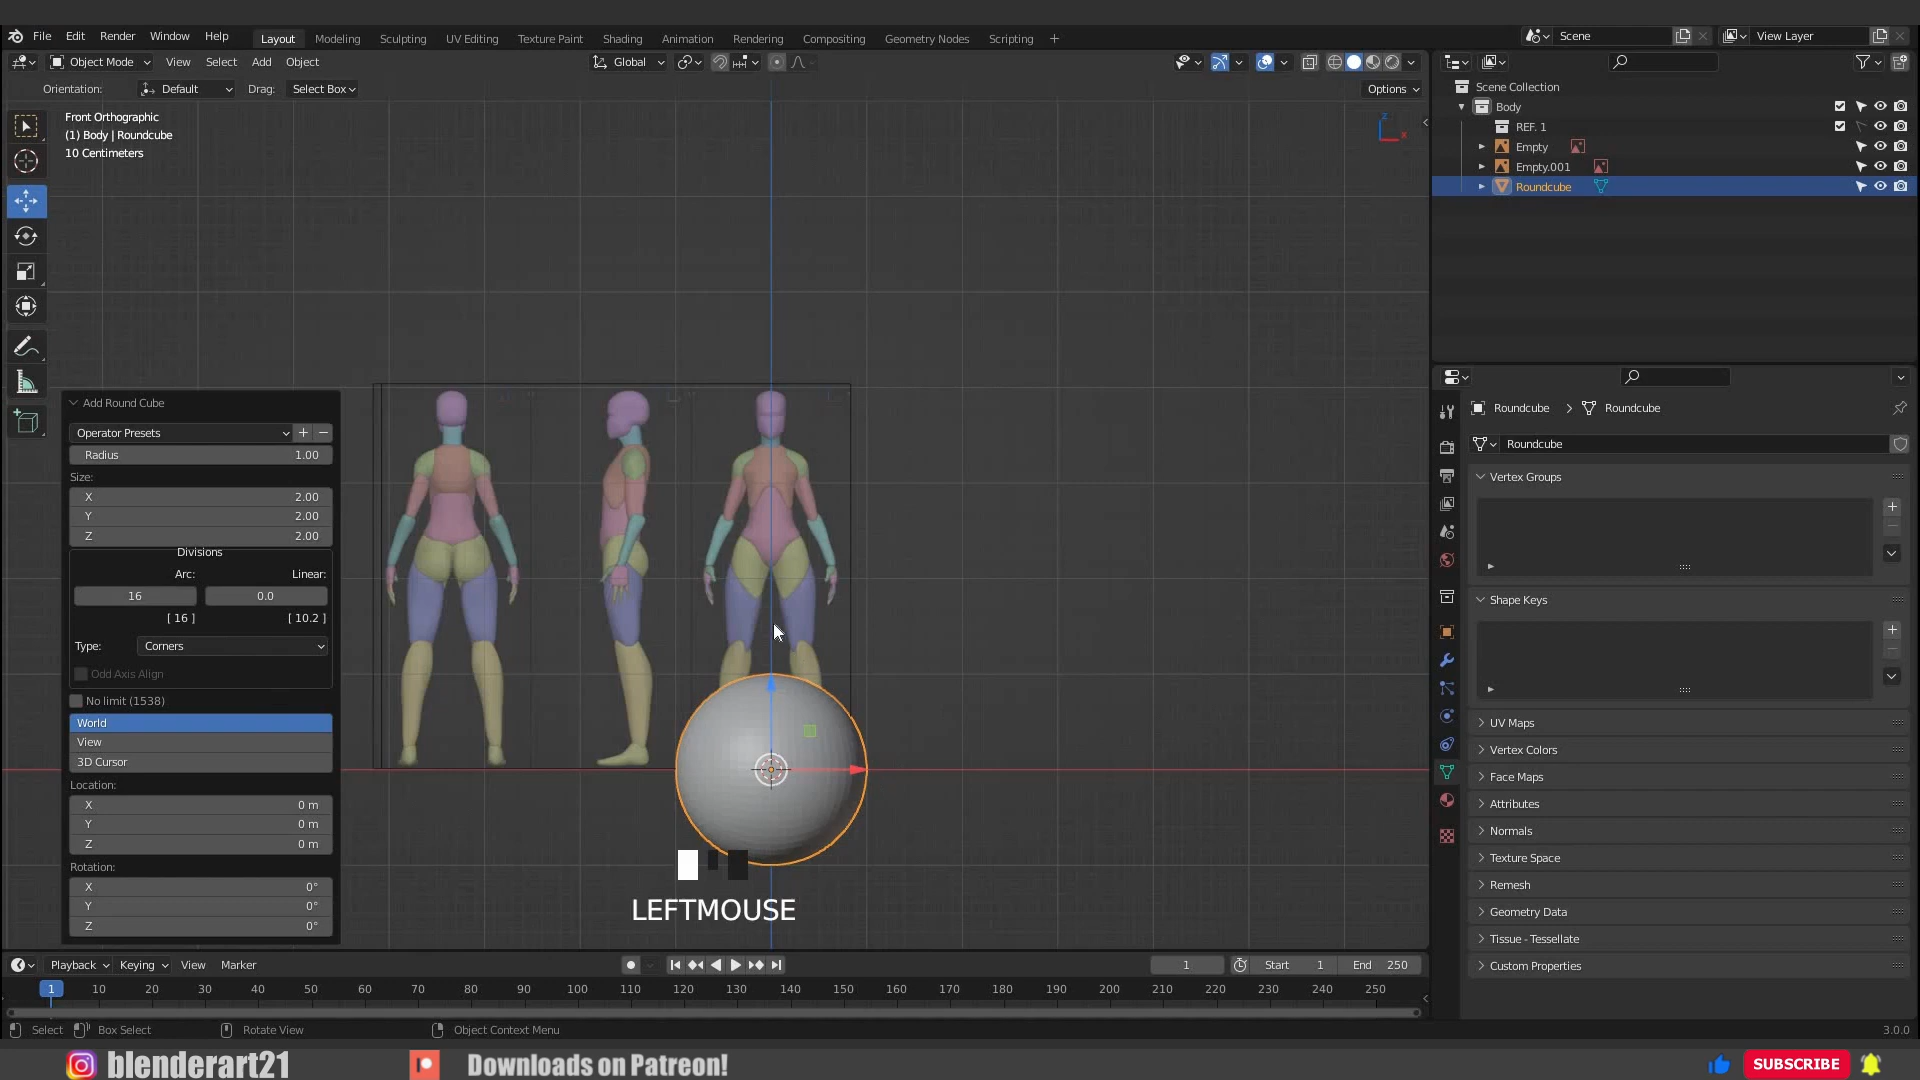 File Edit Render Window Help Layout Modeling Sculpting UV Editing Texture Paint Shading Animation Rendering Compositing Geometry Nodes Scripting + Scene View Layer
Object Mode View Select Add Object Global
Orientation: Default Drag: Select Box Options
Front Orthographic
(1) Body | Roundcube
10 Centimeters
Z
X
Add Round Cube
Operator Presets
Radius 1.00
Size:
X 2.00
Y 2.00
Z 2.00
Divisions
Arc: Linear:
16 0.0
[ 16 ] [ 10.2 ]
Type: Corners
Odd Axis Align
No limit (1538)
World
View
3D Cursor
Location:
X 0 m
Y 0 m
Z 0 m
Rotation:
X 0°
Y 0°
Z 0°
LEFTMOUSE
Scene Collection
Body
REF. 1
Empty
Empty.001
Roundcube
Roundcube > Roundcube
Roundcube
Vertex Groups
Shape Keys
UV Maps
Vertex Colors
Face Maps
Attributes
Normals
Texture Space
Remesh
Geometry Data
Tissue - Tessellate
Custom Properties
Playback Keying View Marker 1 Start 1 End 250
1 10 20 30 40 50 60 70 80 90 100 110 120 130 140 150 160 170 180 190 200 210 220 230 240 250
Select Box Select Rotate View Object Context Menu 3.0.0
blenderart21 Downloads on Patreon! SUBSCRIBE